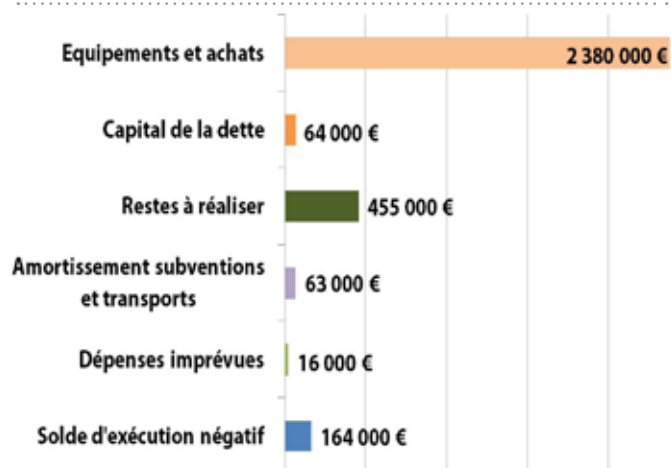 Equipements et achats
2 380 000 €
Capital de la dette
64 000 €
Restes à réaliser
455 000 €
Amortissement subventions
et transports
63 000 €
Dépenses imprévues
16 000 €
Solde d'exécution négatif
164 000 €